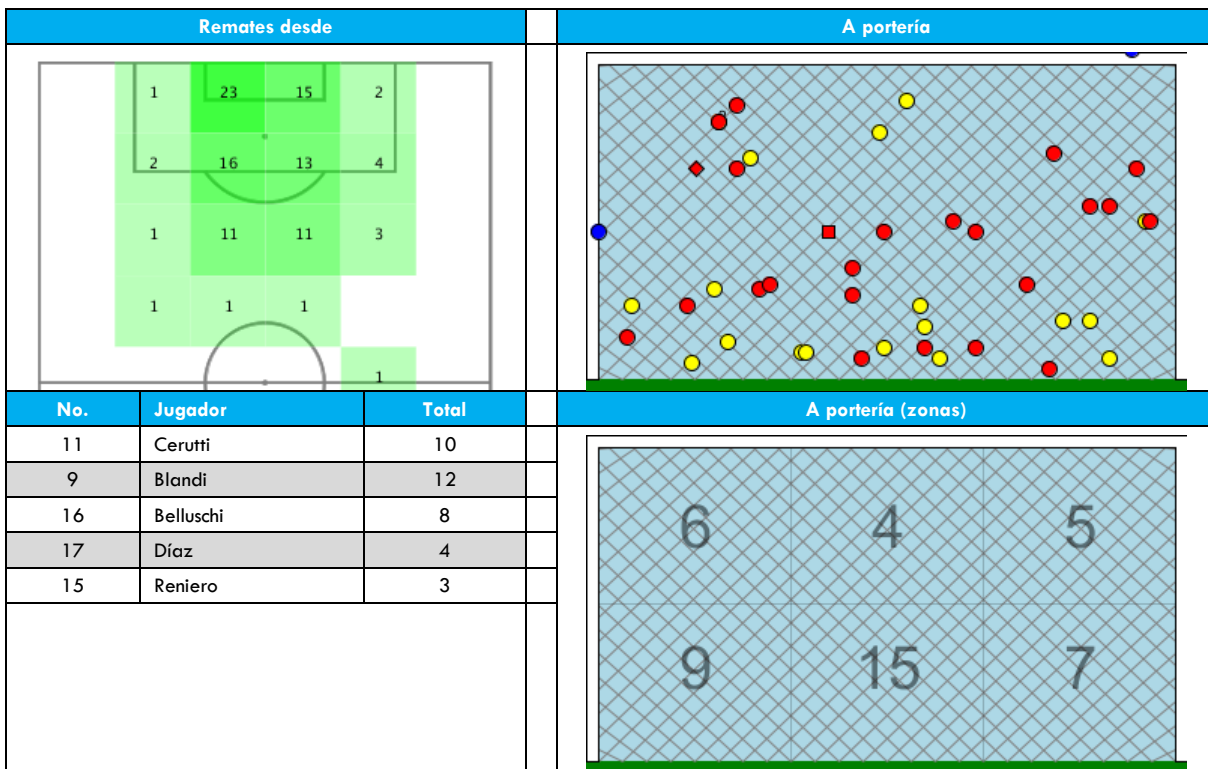 Remates desde
A portería
1 23 15 2
2 16 13 4
1 11 11 3
1 1 1
1
No. Jugador Total
11 Cerutti 10
9 Blandi 12
16 Belluschi 8
17 Díaz 4
15 Reniero 3
A portería (zonas)
6 4 5
9 15 7